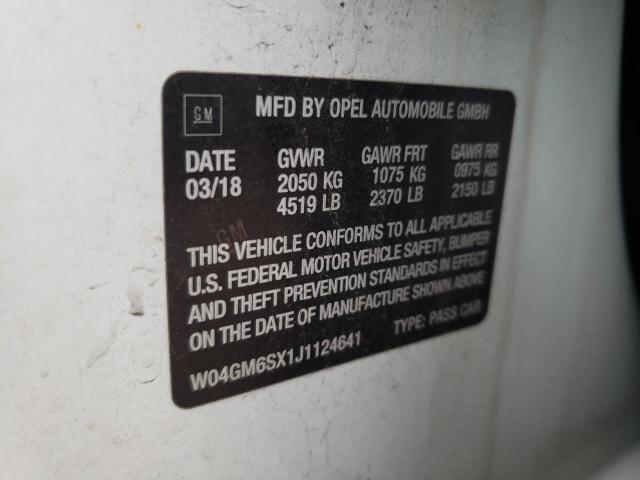 GM
MFD BY OPEL AUTOMOBILE GMBH
DATE GVWR GAWR FRT GAWR RR
03/18 2050 KG 1075 KG 0975 KG
4519 LB 2370 LB 2150 LB
GM
THIS VEHICLE CONFORMS TO ALL APPLICABLE
U.S. FEDERAL MOTOR VEHICLE SAFETY, BUMPER
AND THEFT PREVENTION STANDARDS IN EFFECT
ON THE DATE OF MANUFACTURE SHOWN ABOVE
W04GM6SX1J1124641 TYPE: PASS CAR